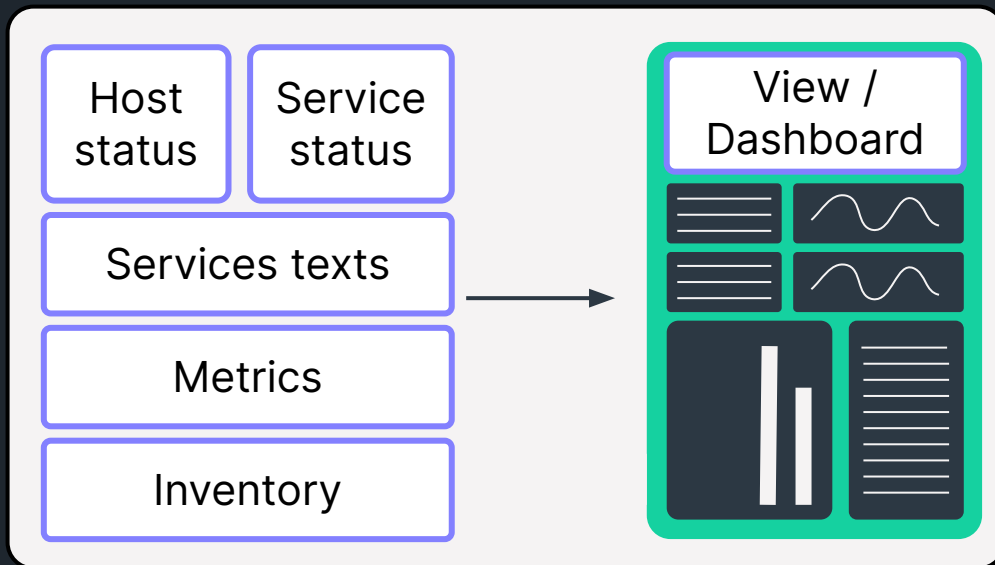 Host
status
Service
status
Services texts
Metrics
Inventory
View /
Dashboard